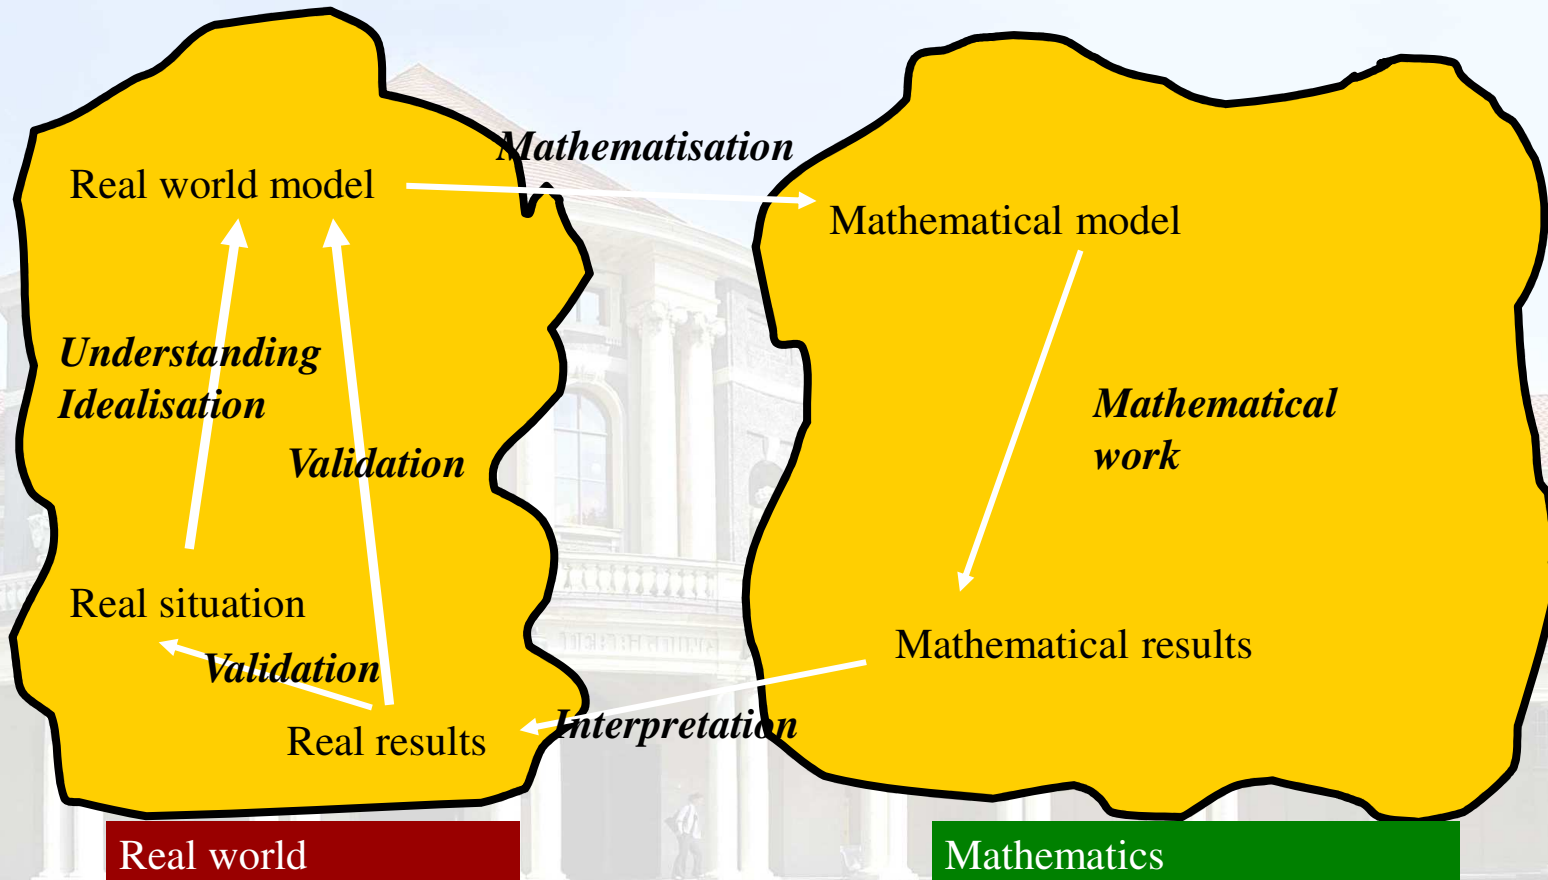 Mathematisation
Real world model
Mathematical model
Understanding
Idealisation
Validation
Mathematical
work
Real situation
Validation
Mathematical results
Interpretation
Real results
Real world
Mathematics